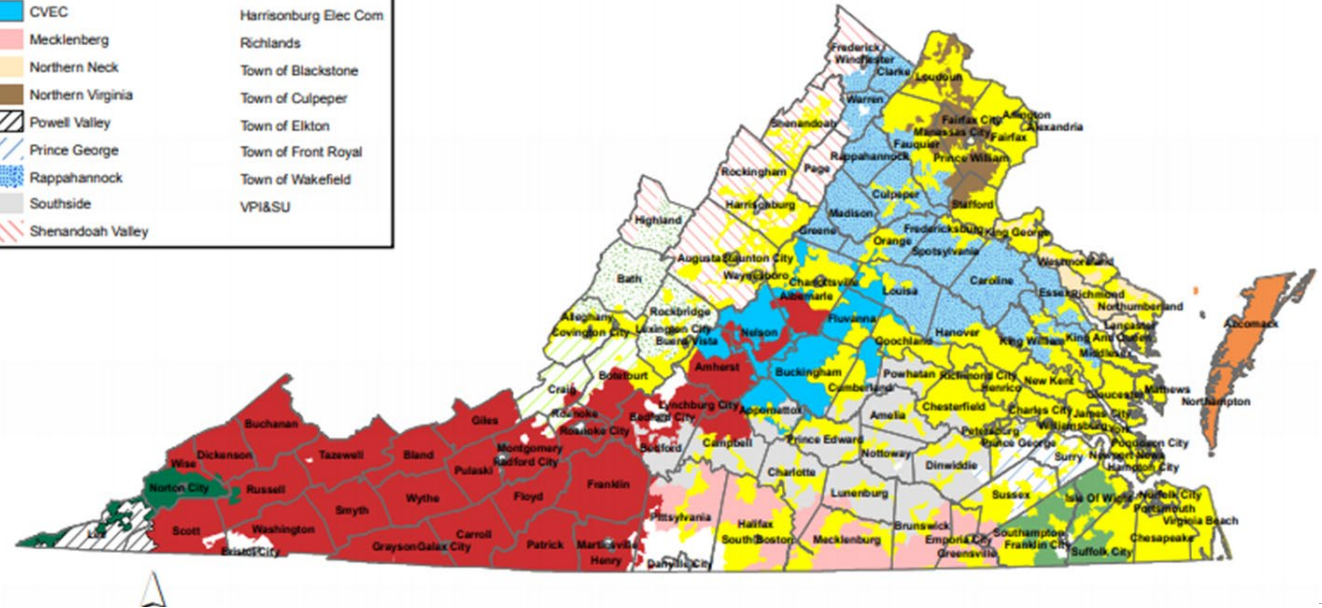 CVEC
Mecklenberg
Northern Neck
Northern Virginia
Powell Valley
Prince George
Rappahannock
Southside
Shenandoah Valley
Harrisonburg Elec Com
Richlands
Town of Blackstone
Town of Culpeper
Town of Elkton
Town of Front Royal
Town of Wakefield
VPI&SU
Frederick
Winchester
Clarke
Loudoun
Warren
Shenandoah
Fairfax City
Arlington
Alexandria
Manassas City
Fairfax
Fauquier
Prince William
Rappahannock
Page
Rockingham
Culpeper
Stafford
Harrisonburg
Madison
Highland
Greene
Fredericksburg
King George
Orange
Spotsylvania
Augusta
Staunton City
Westmoreland
Bath
Waynesboro
Charlottsville
Caroline
Louisa
Essex
Richmond
Albemarle
Northumberland
Rockbridge
Alleghany
Fluvanna
Lexington City
Covington City
Nelson
Hanover
Lancaster
Accomack
Buena Vista
Goochland
King William
King And Queen
Middlesex
Amherst
Buckingham
Powhatan
Richmond City
Botetourt
Craig
Cumberland
Henrico
New Kent
Gloucester
Mathews
Northampton
Lynchburg City
Appomattox
Amelia
Chesterfield
Charles City
James City
Roanoke
Bedford City
Williamsburg
York
Buchanan
Giles
Roanoke City
Petersburg
Prince George
Prince Edward
Campbell
Bedford
Montgomery
Radford City
Nottoway
Surry
Poquoson City
Newport News
Hampton City
Dickenson
Tazewell
Bland
Wise
Pulaski
Charlotte
Dinwiddie
Norton City
Russell
Wythe
Floyd
Franklin
Lunenburg
Sussex
Isle Of Wight
Norfolk City
Portsmouth
Smyth
Pittsylvania
Halifax
Brunswick
Virginia Beach
Scott
Washington
Lee
Carroll
Southampton
Bristol City
Grayson
Galax City
Patrick
Martinsville
Henry
South Boston
Mecklenburg
Emporia City
Greensville
Franklin City
Suffolk City
Chesapeake
Danville City